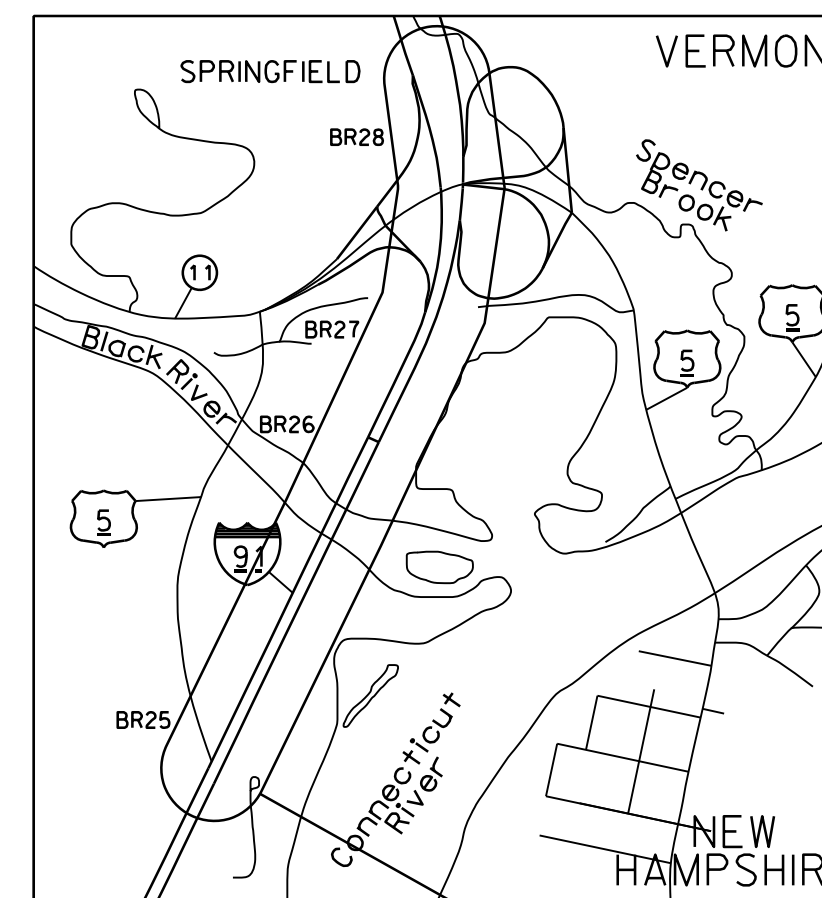 VERMON
SPRINGFIELD
BR28
Spencer
Brook
11
5
5
BR27
Black River
BR26
5
91
BR25
Connecticut
River
NEW
HAMPSHIR